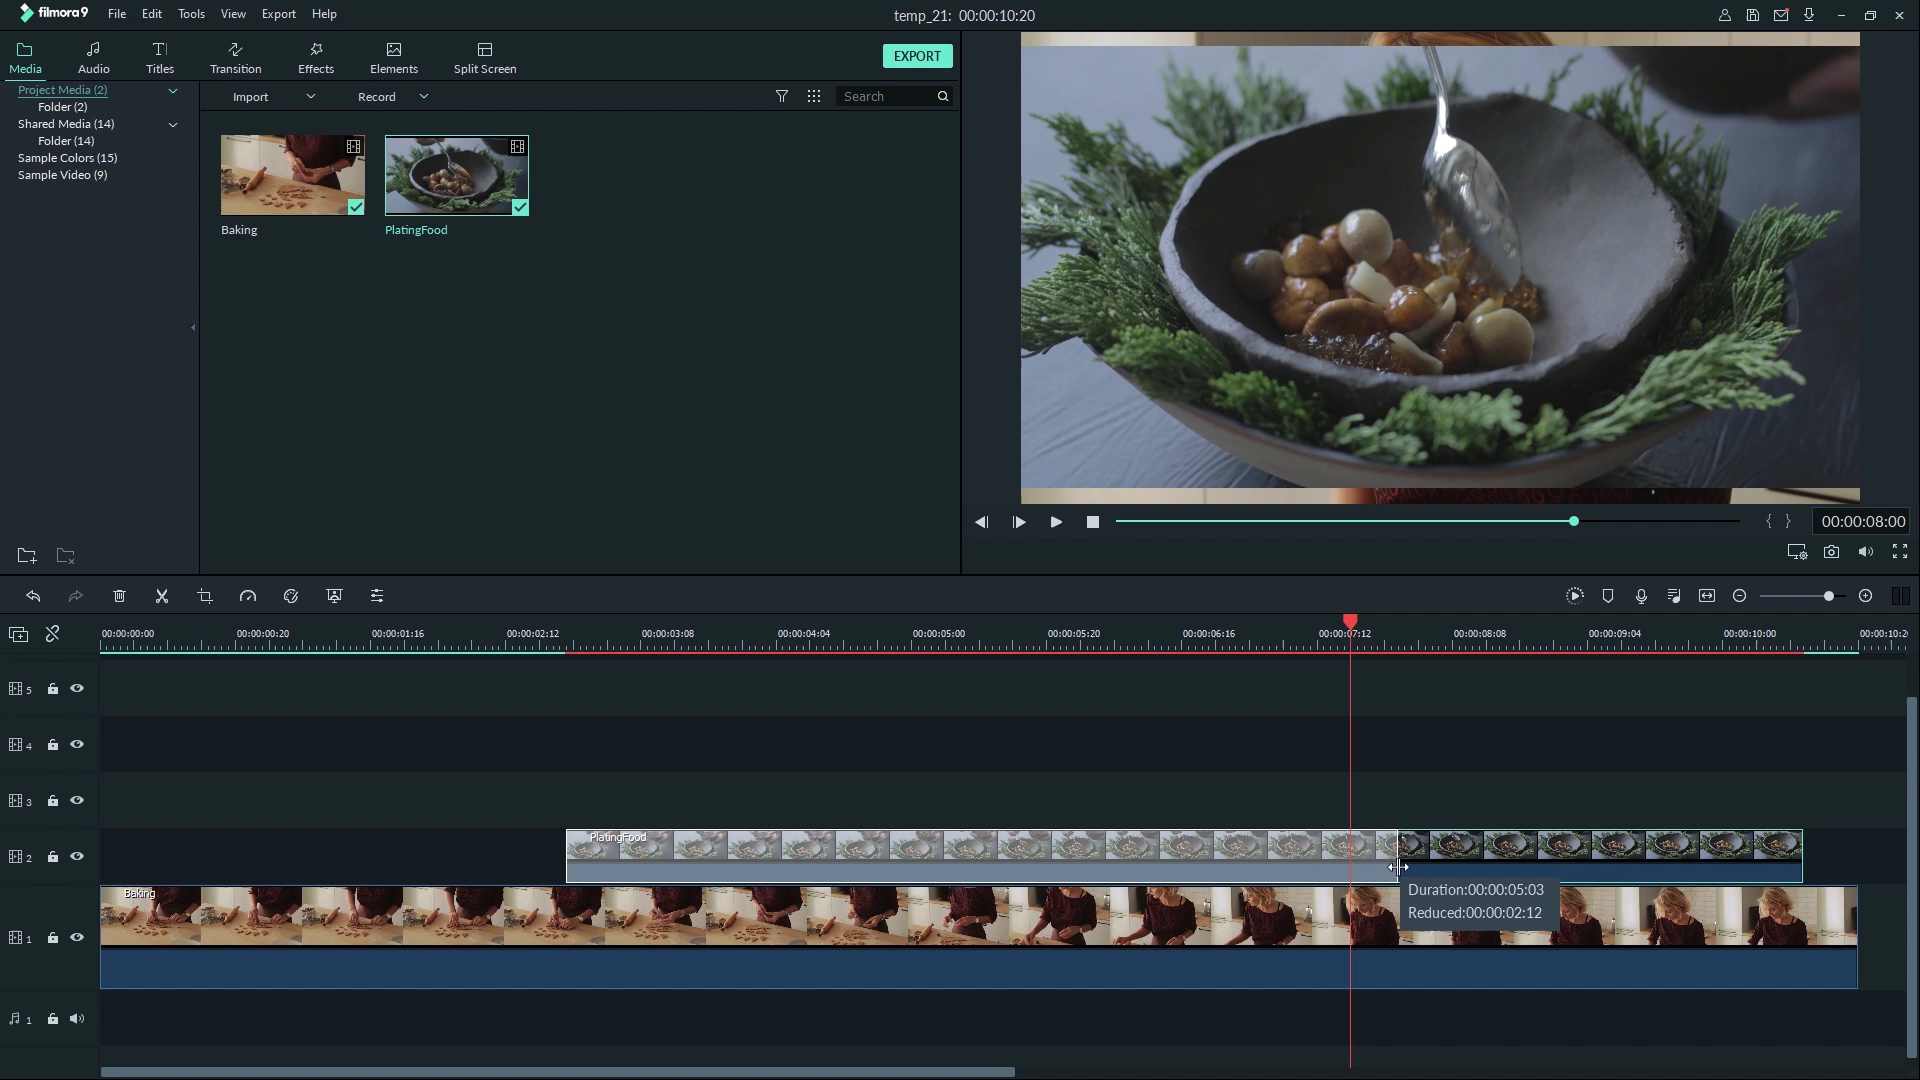 filmora9 File Edit Tools View Export Help
temp_21: 00:00:10:20
Media Audio Titles Transition Effects Elements Split Screen
EXPORT
Project Media (2)
Folder (2)
Shared Media (14)
Folder (14)
Sample Colors (15)
Sample Video (9)
Import Record Search
Baking PlatingFood
00:00:08:00
00:00:00:00 00:00:00:20 00:00:01:16 00:00:02:12 00:00:03:08 00:00:04:04 00:00:05:00 00:00:05:20 00:00:06:16 00:00:07:12 00:00:08:08 00:00:09:04 00:00:10:00
5
4
3
2
PlatingFood
Duration:00:00:05:03
Reduced:00:00:02:12
Baking
1
1